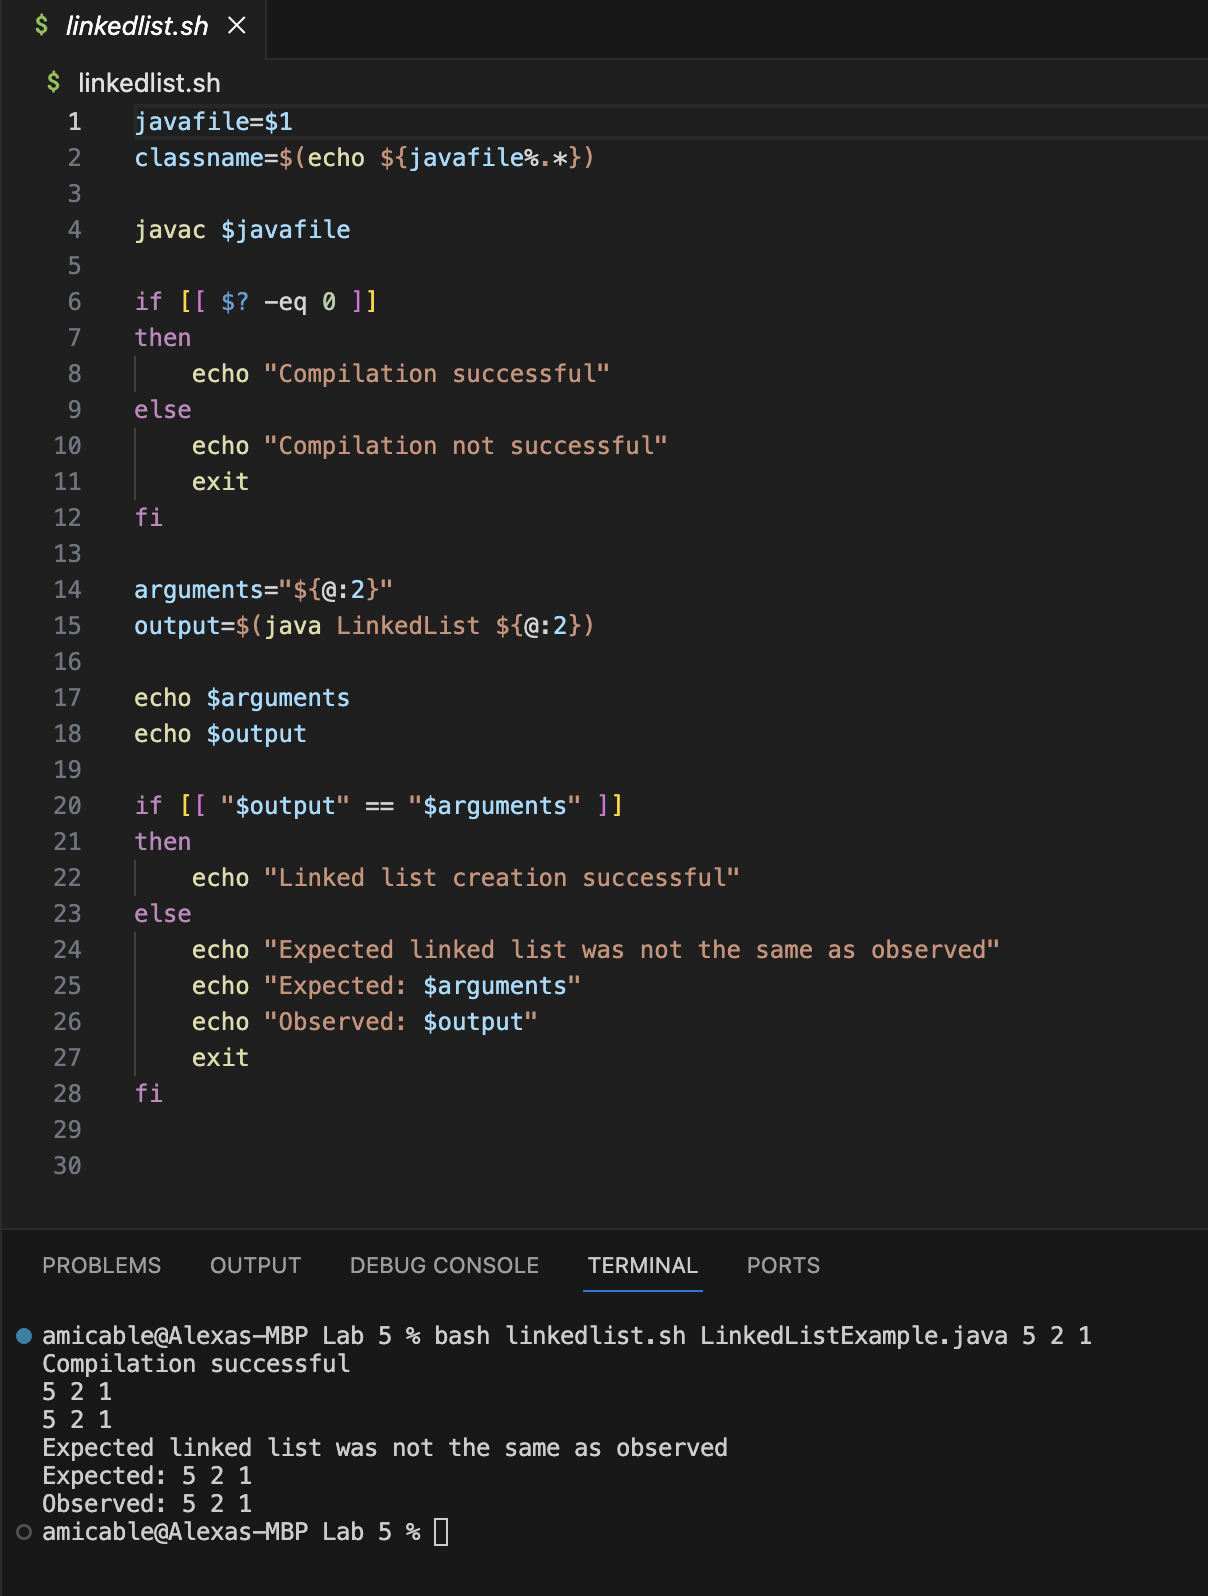 $ linkedlist.sh ×
$ linkedlist.sh
1 javafile=$1
2 classname=$(echo ${javafile%.*})
3
4 javac $javafile
5
6 if [[ $? -eq 0 ]]
7 then
8     echo "Compilation successful"
9 else
10     echo "Compilation not successful"
11     exit
12 fi
13
14 arguments="${@:2}"
15 output=$(java LinkedList ${@:2})
16
17 echo $arguments
18 echo $output
19
20 if [[ "$output" == "$arguments" ]]
21 then
22     echo "Linked list creation successful"
23 else
24     echo "Expected linked list was not the same as observed"
25     echo "Expected: $arguments"
26     echo "Observed: $output"
27     exit
28 fi
29
30
PROBLEMS OUTPUT DEBUG CONSOLE TERMINAL PORTS
amicable@Alexas-MBP Lab 5 % bash linkedlist.sh LinkedListExample.java 5 2 1
Compilation successful
5 2 1
5 2 1
Expected linked list was not the same as observed
Expected: 5 2 1
Observed: 5 2 1
amicable@Alexas-MBP Lab 5 %